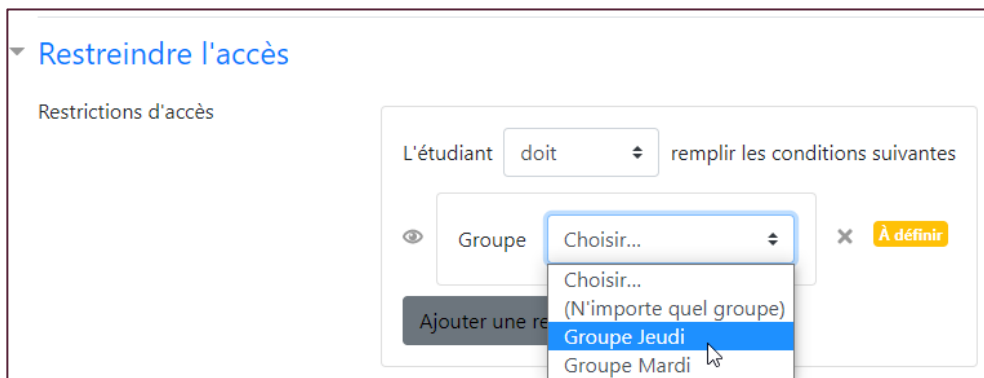 Restreindre l'accès
Restrictions d'accès
L'étudiant doit remplir les conditions suivantes
Groupe Choisir... À définir
Choisir...
(N'importe quel groupe)
Ajouter une re
Groupe Jeudi
Groupe Mardi